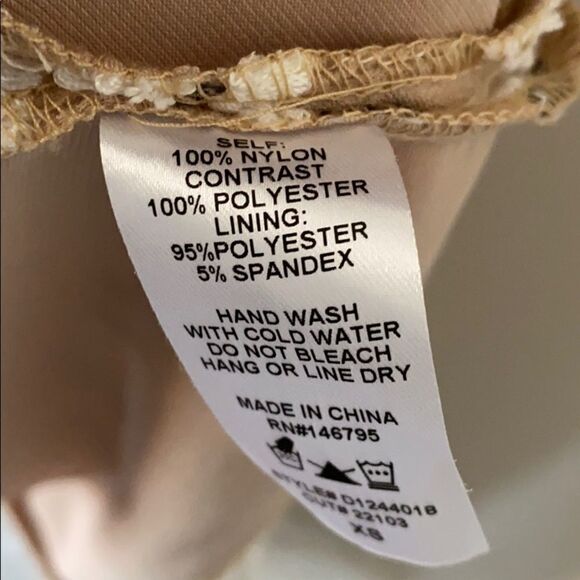 SELF:
100% NYLON
CONTRAST
100% POLYESTER
LINING:
95%POLYESTER
5% SPANDEX
HAND WASH
WITH COLD WATER
DO NOT BLEACH
HANG OR LINE DRY
MADE IN CHINA
RN#146795
STYLE# D124401B
CUT# 22103
XS